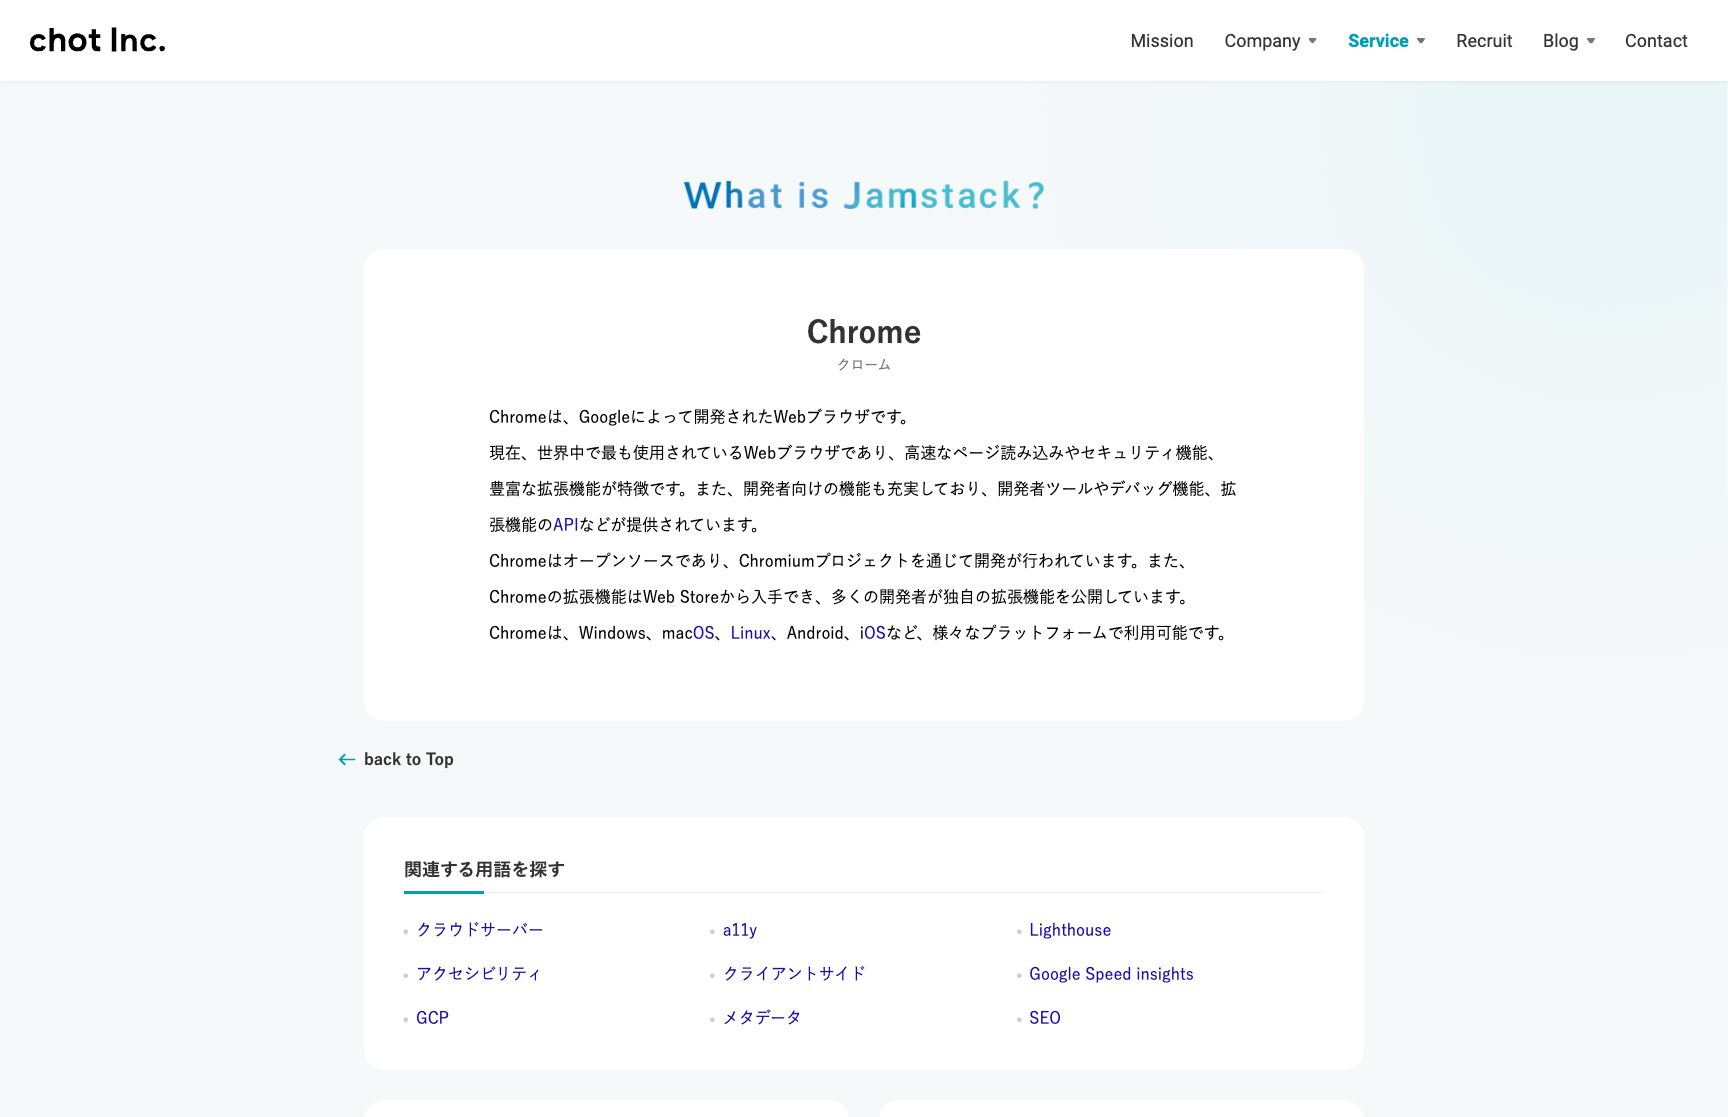 chot Inc.
Mission
Company
Service
Recruit
Blog
Contact
What is Jamstack?
Chrome
クローム
Chromeは、Googleによって開発されたWebブラウザです。
現在、世界中で最も使用されているWebブラウザであり、高速なページ読み込みやセキュリティ機能、
豊富な拡張機能が特徴です。また、開発者向けの機能も充実しており、開発者ツールやデバッグ機能、拡
張機能のAPIなどが提供されています。
Chromeはオープンソースであり、Chromiumプロジェクトを通じて開発が行われています。また、
Chromeの拡張機能はWeb Storeから入手でき、多くの開発者が独自の拡張機能を公開しています。
Chromeは、Windows、macOS、Linux、Android、iOSなど、様々なプラットフォームで利用可能です。
back to Top
関連する用語を探す
クラウドサーバー
a11y
Lighthouse
アクセシビリティ
クライアントサイド
Google Speed insights
GCP
メタデータ
SEO